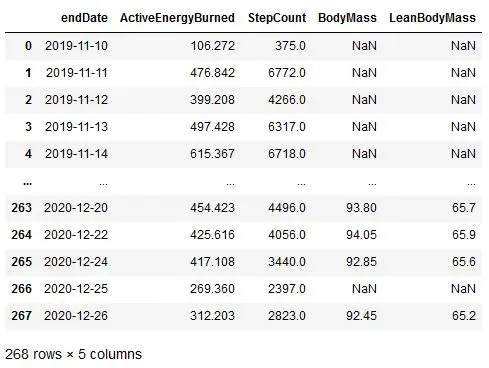 endDate ActiveEnergyBurned StepCount BodyMass LeanBodyMass
0 2019-11-10 106.272 375.0 NaN NaN
1 2019-11-11 476.842 6772.0 NaN NaN
2 2019-11-12 399.208 4266.0 NaN NaN
3 2019-11-13 497.428 6317.0 NaN NaN
4 2019-11-14 615.367 6718.0 NaN NaN
... ... ... ... ... ...
263 2020-12-20 454.423 4496.0 93.80 65.7
264 2020-12-22 425.616 4056.0 94.05 65.9
265 2020-12-24 417.108 3440.0 92.85 65.6
266 2020-12-25 269.360 2397.0 NaN NaN
267 2020-12-26 312.203 2823.0 92.45 65.2
268 rows × 5 columns